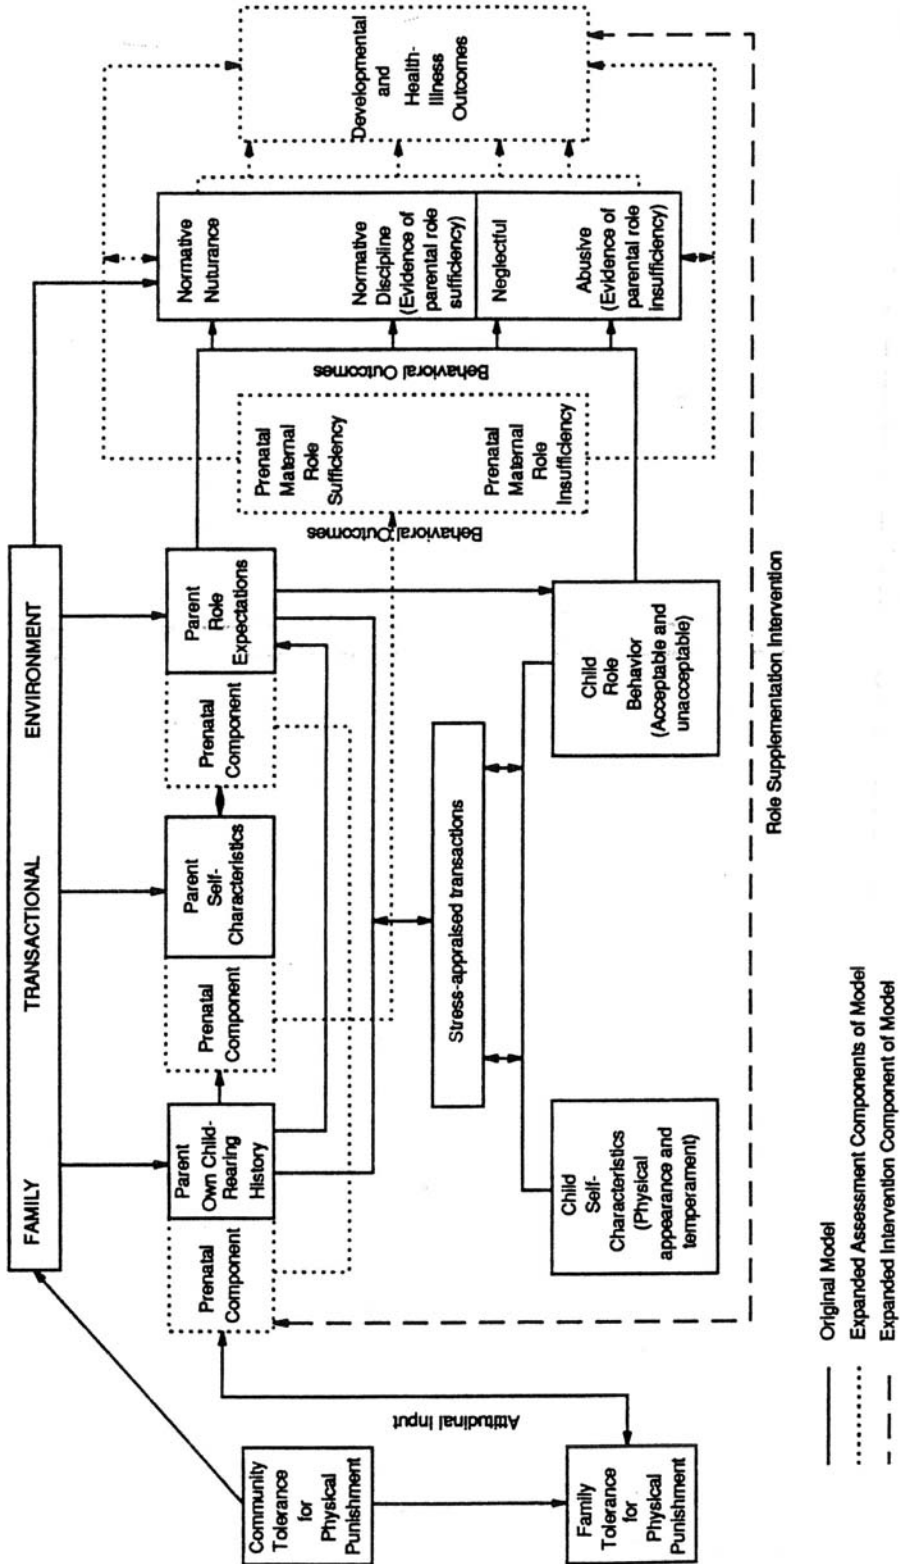 FAMILY TRANSACTIONAL ENVIRONMENT
Community
Tolerance
for
Physical
Punishment
Family
Tolerance
for
Physical
Punishment
Attitudinal Input
Prenatal
Component
Parent
Own Child-
Rearing
History
Prenatal
Component
Parent
Self-
Characteristics
Prenatal
Component
Parent
Role
Expectations
Stress-appraised transactions
Child
Self-
Characteristics
(Physical
appearance and
temperament)
Child
Role
Behavior
(Acceptable and
unacceptable)
Behavioral Outcomes
Prenatal
Maternal
Role
Sufficiency
Prenatal
Maternal
Role
Insufficiency
Behavioral Outcomes
Normative
Nuturance
Normative
Discipline
(Evidence of
parental role
sufficiency)
Neglectful
Abusive
(Evidence of
parental role
insufficiency)
Developmental
and
Health-
Illness
Outcomes
Role Supplementation Intervention
Original Model
Expanded Assessment Components of Model
Expanded Intervention Component of Model